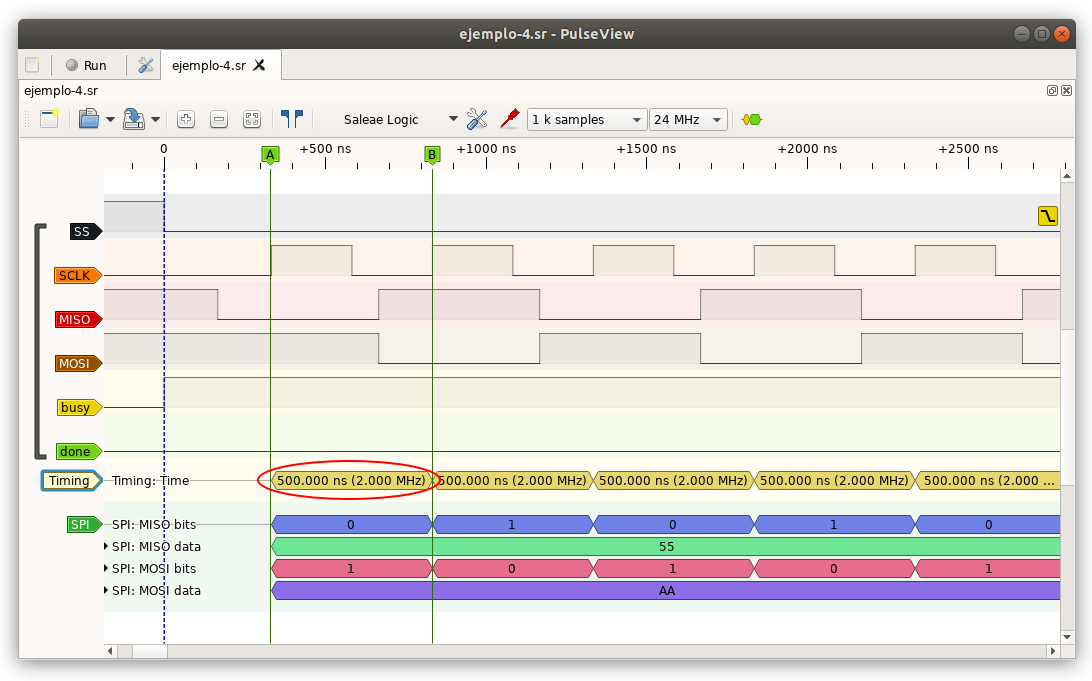 ejemplo-4.sr - PulseView
Run ejemplo-4.sr
ejemplo-4.sr
Saleae Logic 1 k samples 24 MHz
0 +500 ns +1000 ns +1500 ns +2000 ns +2500 ns
A B
SS
SCLK
MISO
MOSI
busy
done
Timing Timing: Time 500.000 ns (2.000 MHz) 500.000 ns (2.000 MHz) 500.000 ns (2.000 MHz) 500.000 ns (2.000 MHz) 500.000 ns (2.000 ...
SPI SPI: MISO bits 0 1 0 1 0
SPI: MISO data 55
SPI: MOSI bits 1 0 1 0 1
SPI: MOSI data AA